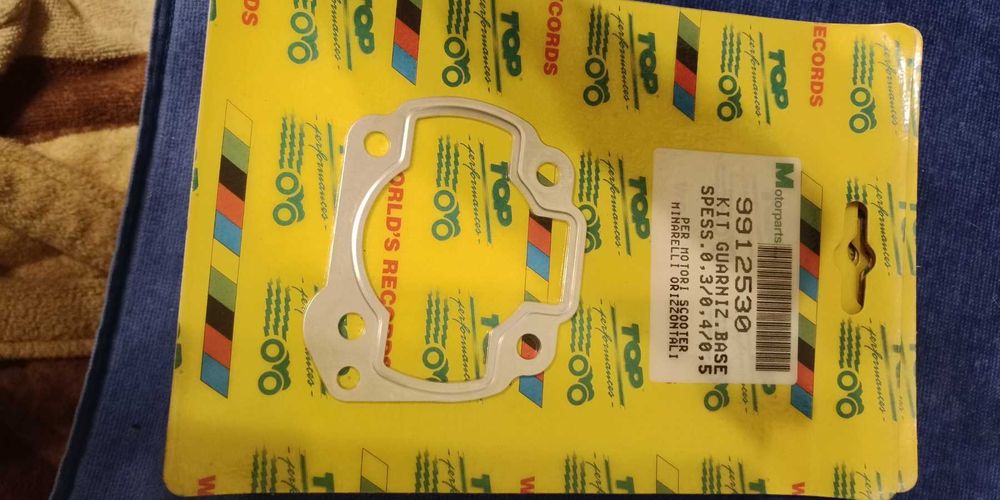 Motorparts
9912530
KIT GUARNIZ.BASE
SPESS.0,3/0,4/0,5
PER MOTORI SCOOTER
MINARELLI ORIZZONTALI
TOP
-performances-
WORLD'S RECORDS